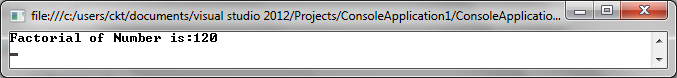 file:///c:/users/ckt/documents/visual studio 2012/Projects/ConsoleApplication1/ConsoleApplicatio...
Factorial of Number is:120